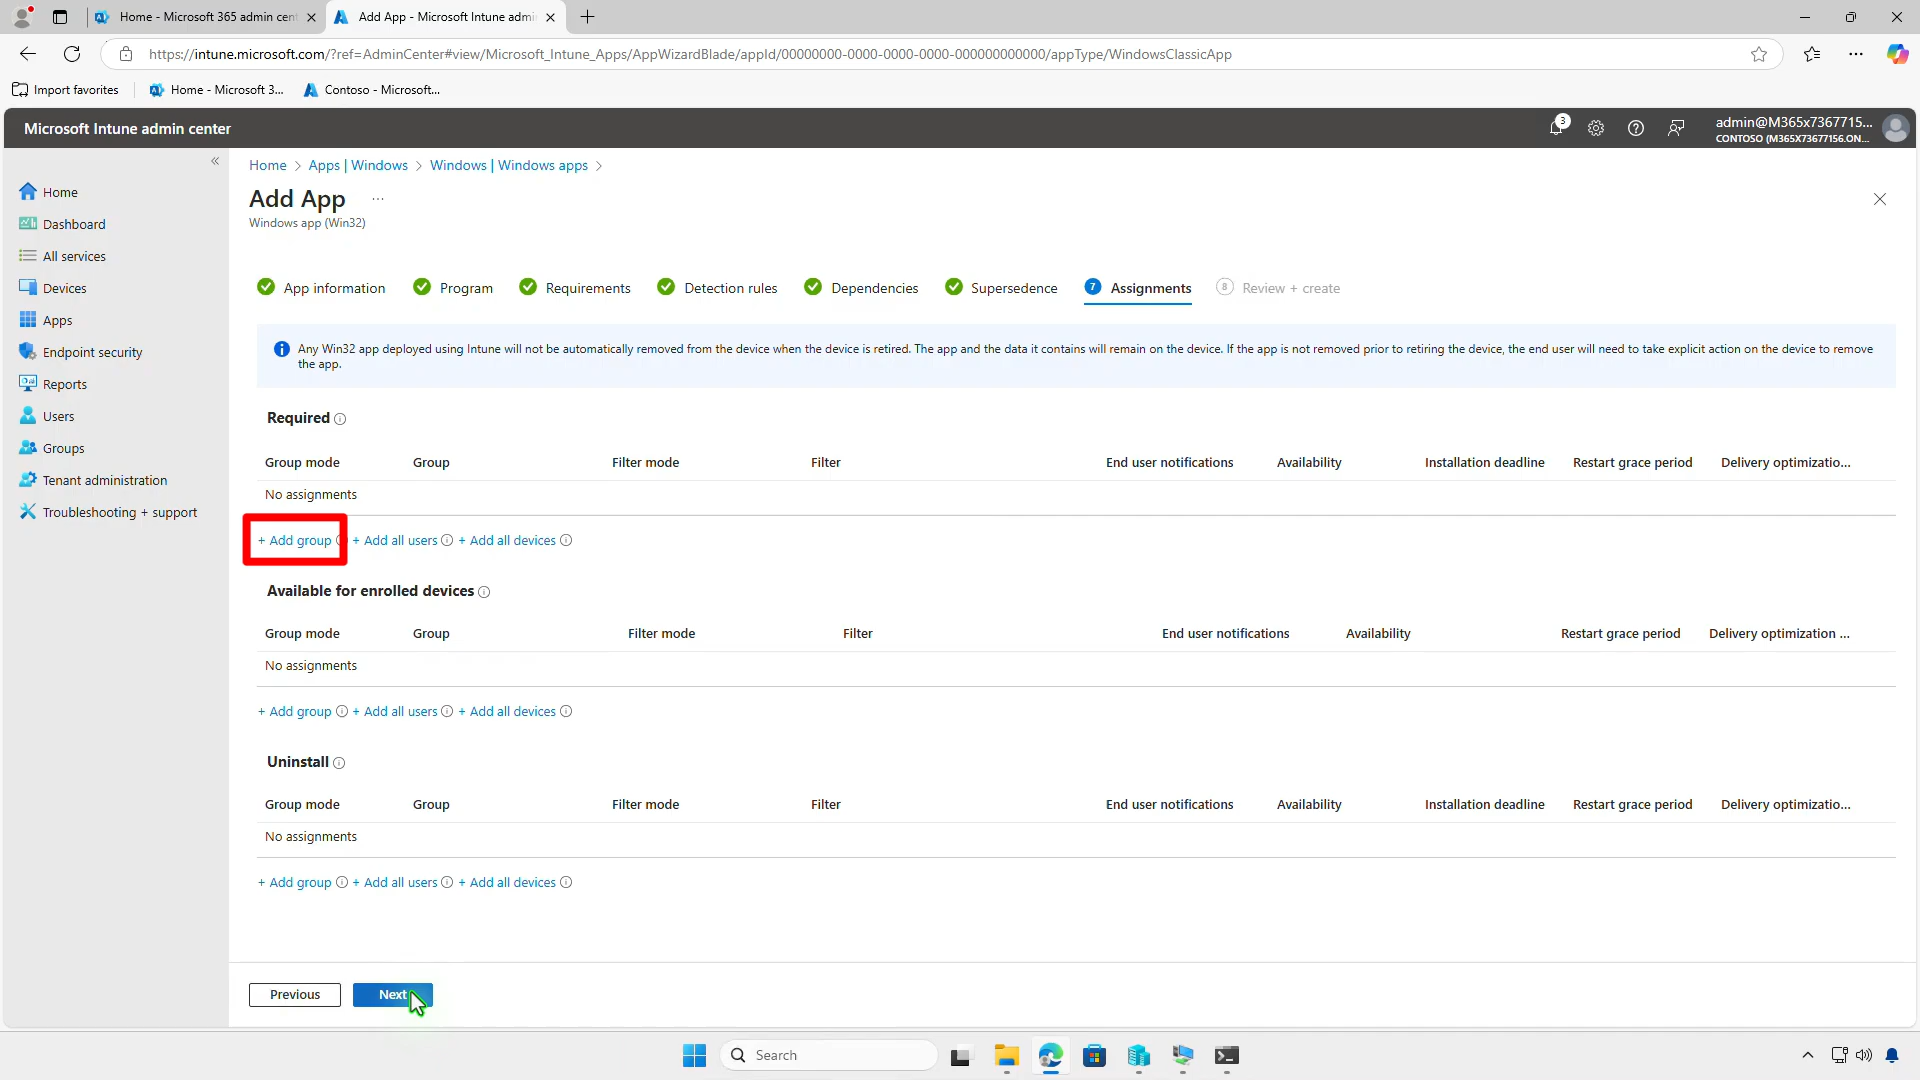 Home - Microsoft 365 admin cent
Add App - Microsoft Intune admin
https://intune.microsoft.com/?ref=AdminCenter#view/Microsoft_Intune_Apps/AppWizardBlade/appId/00000000-0000-0000-0000-000000000000/appType/WindowsClassicApp
Import favorites
Home - Microsoft 3...
Contoso - Microsoft...
Microsoft Intune admin center
3
admin@M365x7367715...
CONTOSO (M365X73677156.ON...
Home
Dashboard
All services
Devices
Apps
Endpoint security
Reports
Users
Groups
Tenant administration
Troubleshooting + support
Home > Apps | Windows > Windows | Windows apps >
Add App ...
Windows app (Win32)
App information
Program
Requirements
Detection rules
Dependencies
Supersedence
7 Assignments
8 Review + create
Any Win32 app deployed using Intune will not be automatically removed from the device when the device is retired. The app and the data it contains will remain on the device. If the app is not removed prior to retiring the device, the end user will need to take explicit action on the device to remove
the app.
Required
Group mode Group Filter mode Filter End user notifications Availability Installation deadline Restart grace period Delivery optimizatio...
No assignments
+ Add group + Add all users + Add all devices
Available for enrolled devices
Group mode Group Filter mode Filter End user notifications Availability Restart grace period Delivery optimization ...
No assignments
+ Add group + Add all users + Add all devices
Uninstall
Group mode Group Filter mode Filter End user notifications Availability Installation deadline Restart grace period Delivery optimizatio...
No assignments
+ Add group + Add all users + Add all devices
Previous
Next
Search